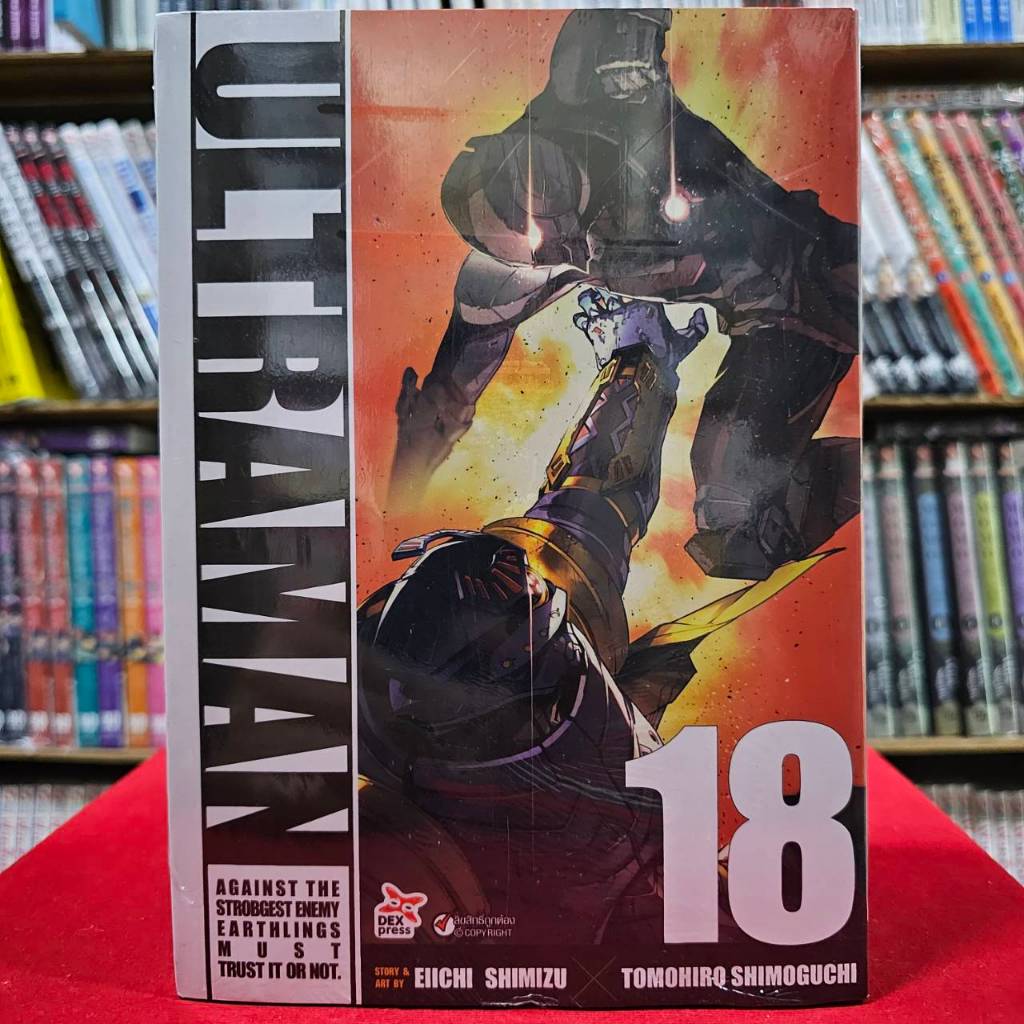 ULTRAMAN
AGAINST THE
STROBGEST ENEMY
EARTHLINGS
MUST
TRUST IT OR NOT.
18
DEX
press
ลิขสิทธิ์ถูกต้อง
© COPYRIGHT
STORY &
ART BY
EIICHI SHIMIZU × TOMOHIRO SHIMOGUCHI